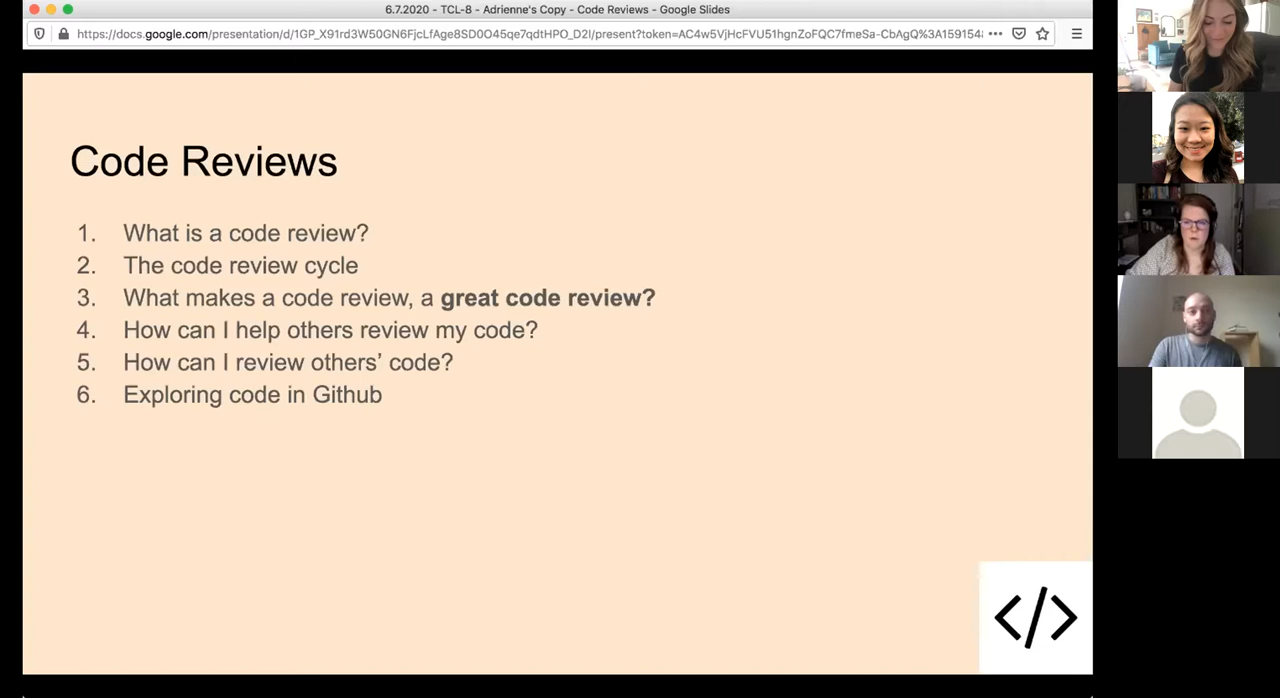 6.7.2020 - TCL-8 - Adrienne's Copy - Code Reviews - Google Slides
https://docs.google.com/presentation/d/1GP_X91rd3W50GN6FjcLfAge8SD0O45qe7qdtHPO_D2I/present?token=AC4w5VjHcFVU51hgnZoFQC7fmeSa-CbAgQ%3A159154
Code Reviews
1. What is a code review?
2. The code review cycle
3. What makes a code review, a great code review?
4. How can I help others review my code?
5. How can I review others’ code?
6. Exploring code in Github
</>